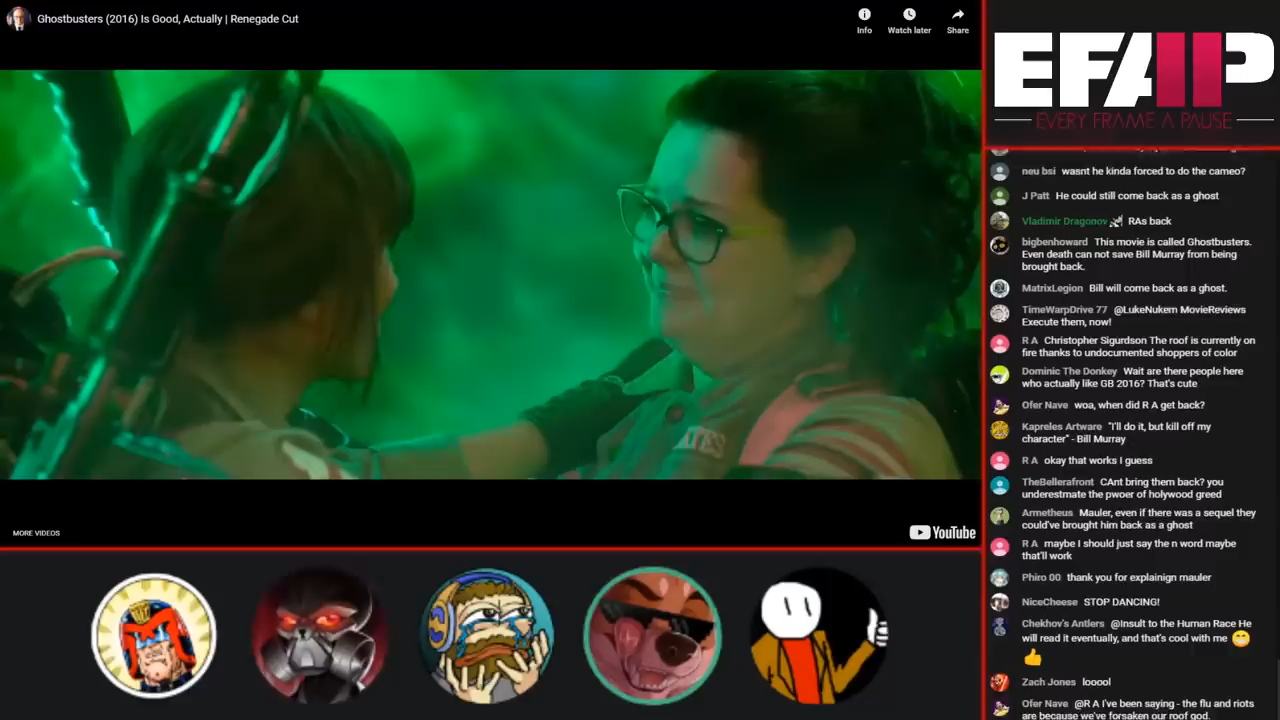 Ghostbusters (2016) Is Good, Actually | Renegade Cut
Info
Watch later
Share
MORE VIDEOS
YouTube
EFAP
EVERY FRAME A PAUSE
neu bsi wasnt he kinda forced to do the cameo?
J Patt He could still come back as a ghost
Vladimir Dragonov RAs back
bigbenhoward This movie is called Ghostbusters.
Even death can not save Bill Murray from being
brought back.
MatrixLegion Bill will come back as a ghost.
TimeWarpDrive 77 @LukeNukem MovieReviews
Execute them, now!
R A Christopher Sigurdson The roof is currently on
fire thanks to undocumented shoppers of color
Dominic The Donkey Wait are there people here
who actually like GB 2016? That's cute
Ofer Nave woa, when did R A get back?
Kapreles Artware "I'll do it, but kill off my
character" - Bill Murray
R A okay that works I guess
TheBellerafront CAnt bring them back? you
underestmate the pwoer of holywood greed
Armetheus Mauler, even if there was a sequel they
could've brought him back as a ghost
R A maybe I should just say the n word maybe
that'll work
Phiro 00 thank you for explainign mauler
NiceCheese STOP DANCING!
Chekhov's Antlers @Insult to the Human Race He
will read it eventually, and that's cool with me 😁
👍
Zach Jones looool
Ofer Nave @R A I've been saying - the flu and riots
are because we've forsaken our roof god.